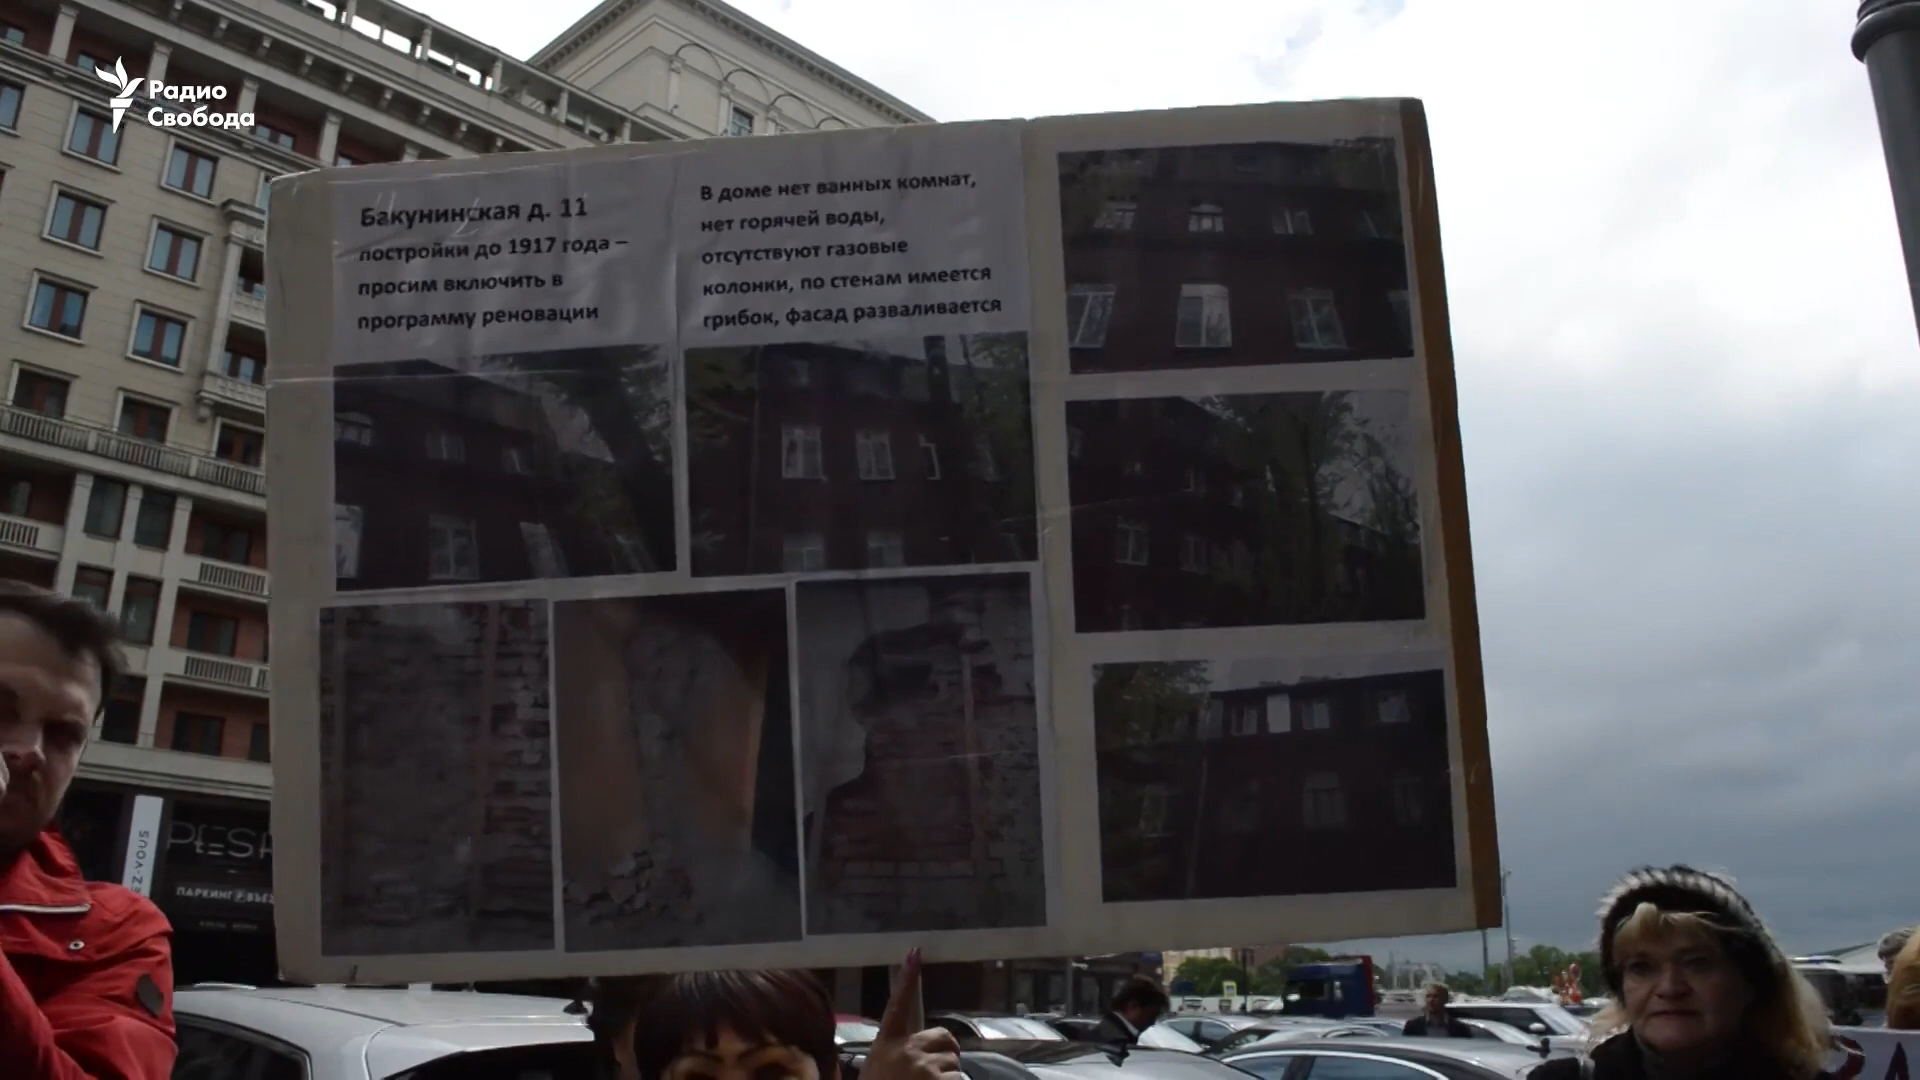 Радио
Свобода
Бакунинская д. 11
постройки до 1917 года –
просим включить в
программу реновации
В доме нет ванных комнат,
нет горячей воды,
отсутствуют газовые
колонки, по стенам имеется
грибок, фасад разваливается
ПАРКИНГ P